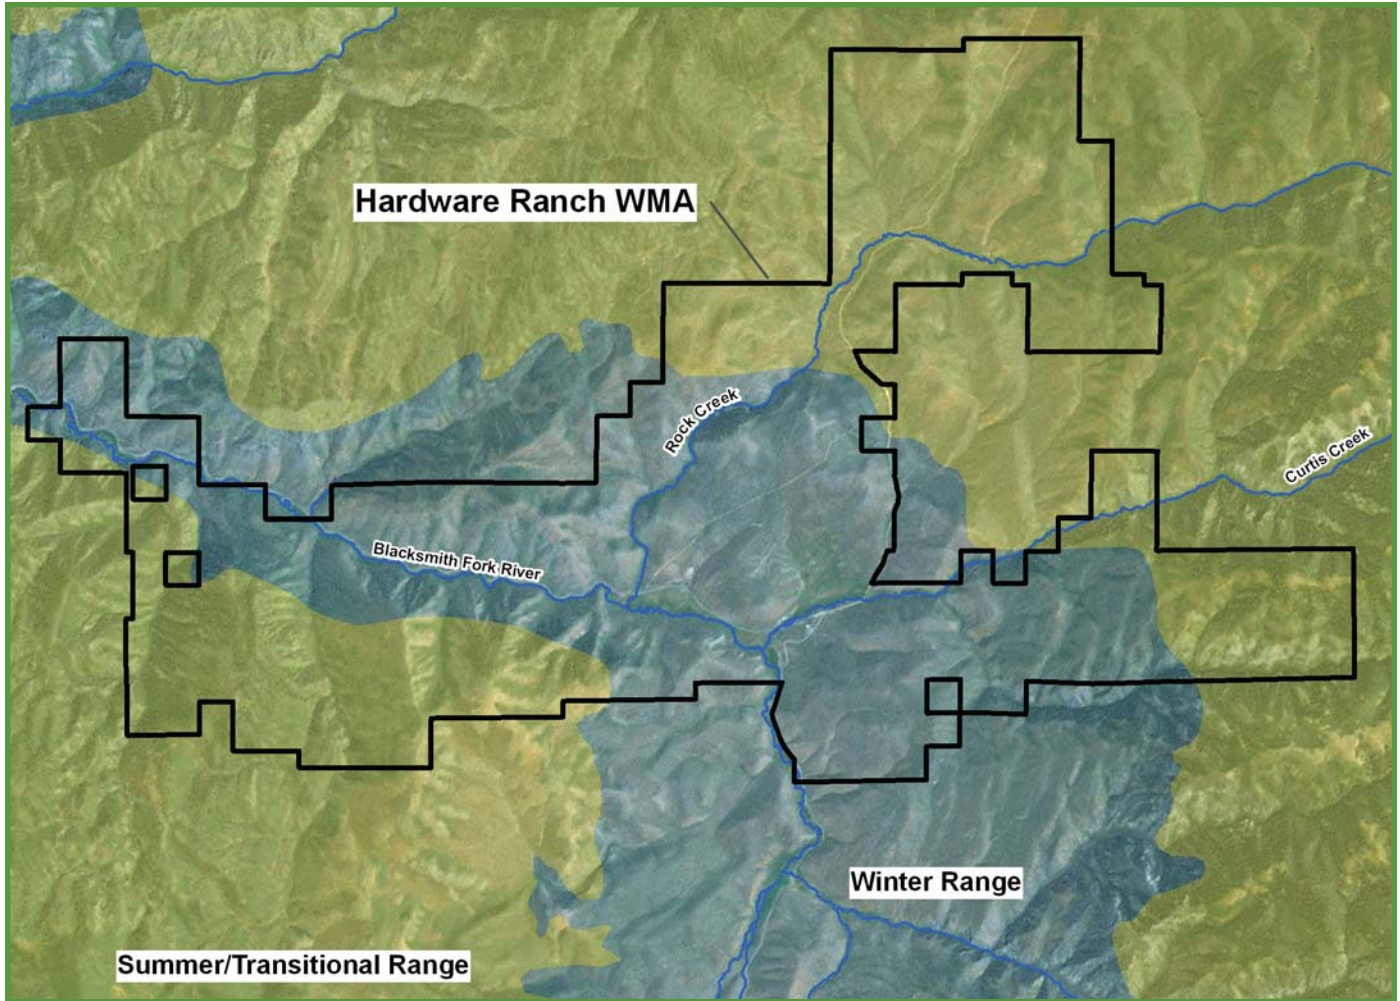 Hardware Ranch WMA
Rock Creek
Curtis Creek
Blacksmith Fork River
Winter Range
Summer/Transitional Range